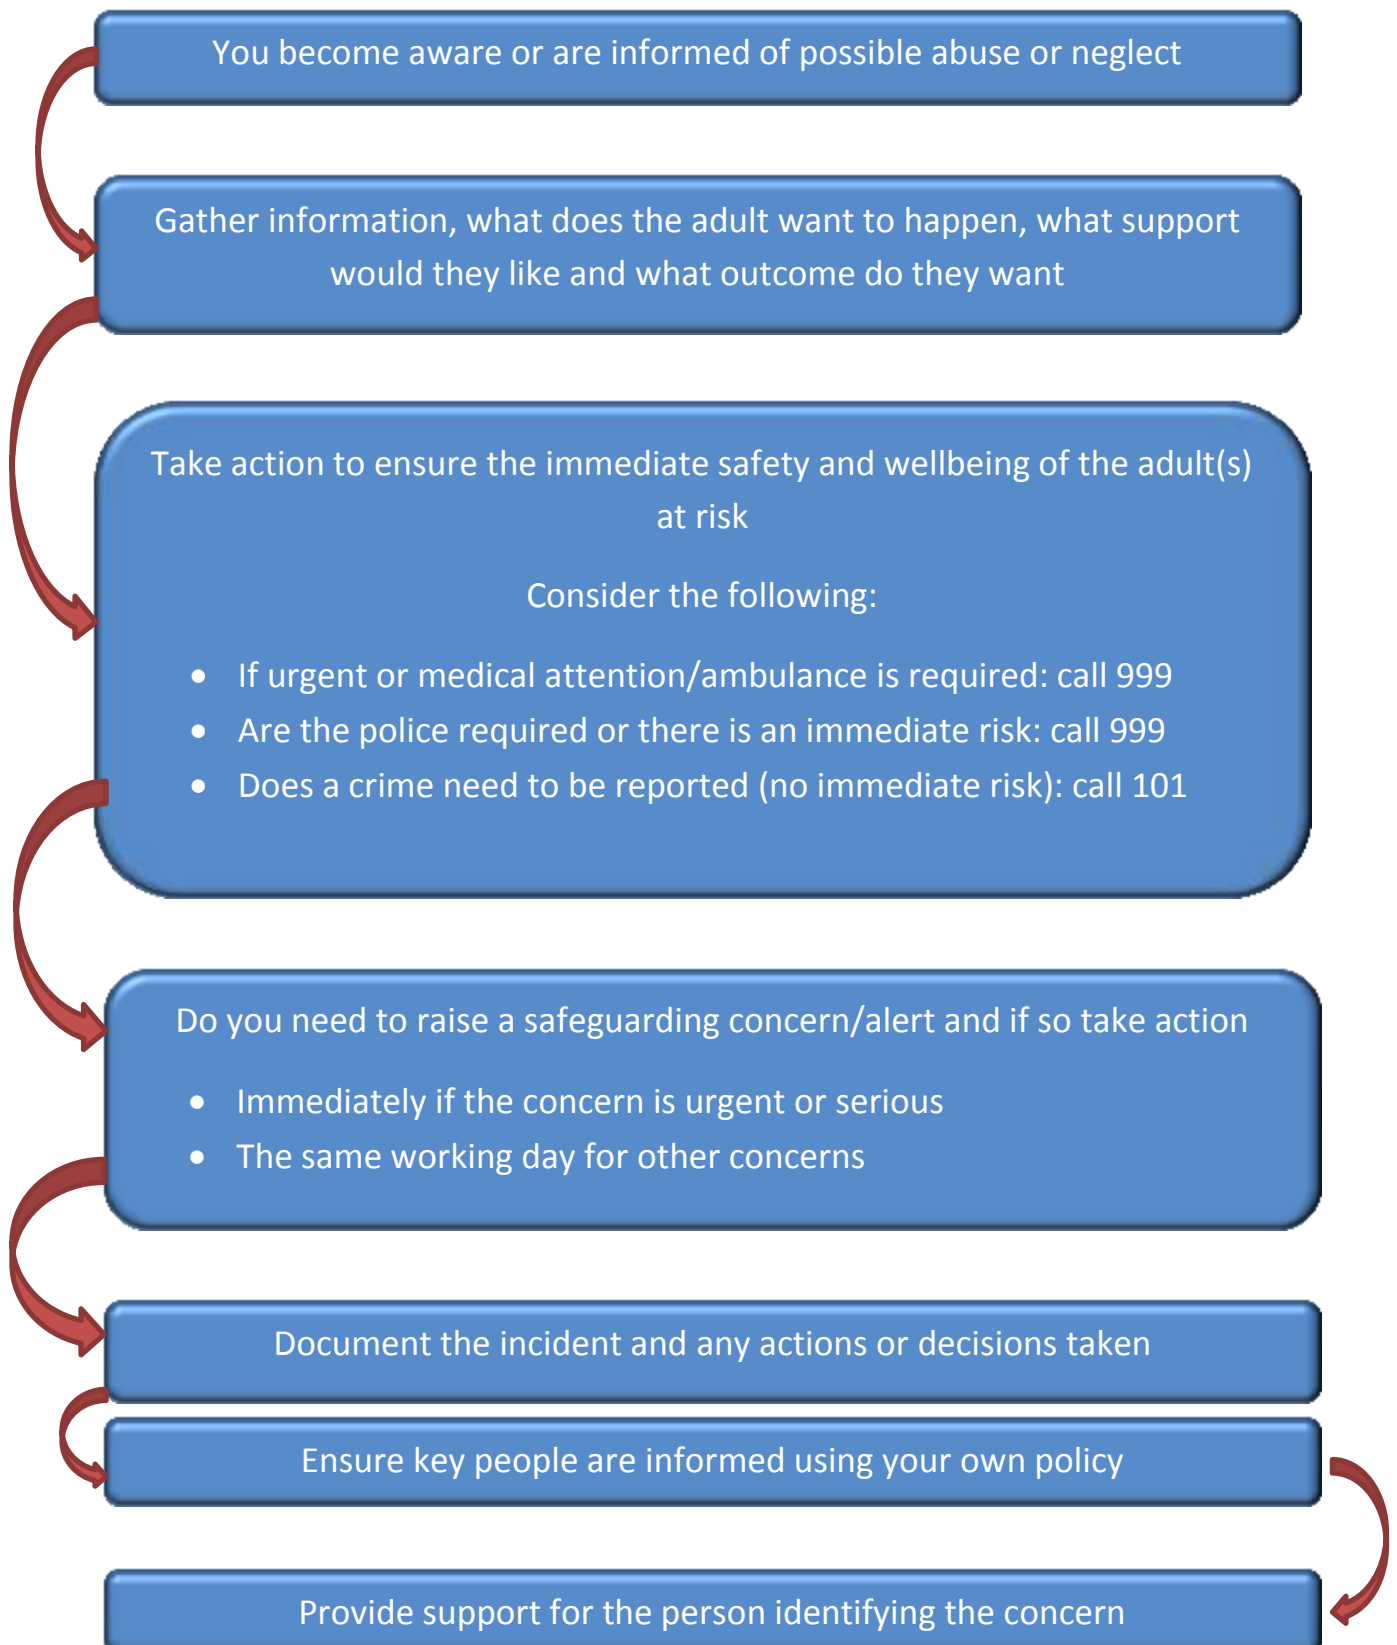 You become aware or are informed of possible abuse or neglect
Gather information, what does the adult want to happen, what support
would they like and what outcome do they want
Take action to ensure the immediate safety and wellbeing of the adult(s)
at risk
Consider the following:
• If urgent or medical attention/ambulance is required: call 999
• Are the police required or there is an immediate risk: call 999
• Does a crime need to be reported (no immediate risk): call 101
Do you need to raise a safeguarding concern/alert and if so take action
• Immediately if the concern is urgent or serious
• The same working day for other concerns
Document the incident and any actions or decisions taken
Ensure key people are informed using your own policy
Provide support for the person identifying the concern